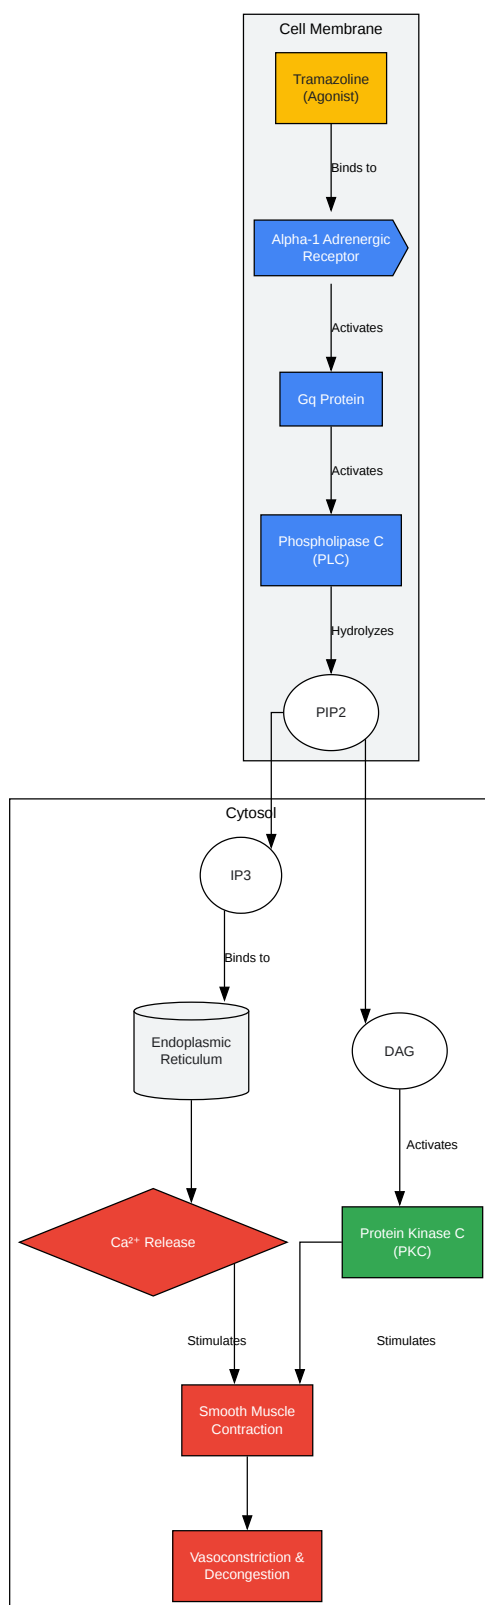 Cell Membrane
Tramazoline
(Agonist)
Binds to
Alpha-1 Adrenergic
Receptor
Activates
Gq Protein
Activates
Phospholipase C
(PLC)
Hydrolyzes
PIP2
Cytosol
IP3
Binds to
Endoplasmic
Reticulum
DAG
Activates
Ca²⁺ Release
Protein Kinase C
(PKC)
Stimulates
Stimulates
Smooth Muscle
Contraction
Vasoconstriction &
Decongestion